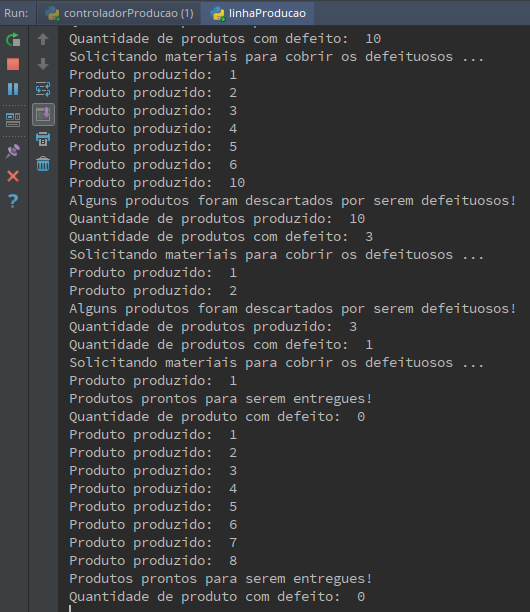 Run: controladorProducao (1) linhaProducao
Quantidade de produtos com defeito:  10
Solicitando materiais para cobrir os defeituosos ...
Produto produzido:  1
Produto produzido:  2
Produto produzido:  3
Produto produzido:  4
Produto produzido:  5
Produto produzido:  6
Produto produzido:  10
Alguns produtos foram descartados por serem defeituosos!
Quantidade de produtos produzido:  10
Quantidade de produtos com defeito:  3
Solicitando materiais para cobrir os defeituosos ...
Produto produzido:  1
Produto produzido:  2
Alguns produtos foram descartados por serem defeituosos!
Quantidade de produtos produzido:  3
Quantidade de produtos com defeito:  1
Solicitando materiais para cobrir os defeituosos ...
Produto produzido:  1
Produtos prontos para serem entregues!
Quantidade de produto com defeito:  0
Produto produzido:  1
Produto produzido:  2
Produto produzido:  3
Produto produzido:  4
Produto produzido:  5
Produto produzido:  6
Produto produzido:  7
Produto produzido:  8
Produtos prontos para serem entregues!
Quantidade de produto com defeito:  0